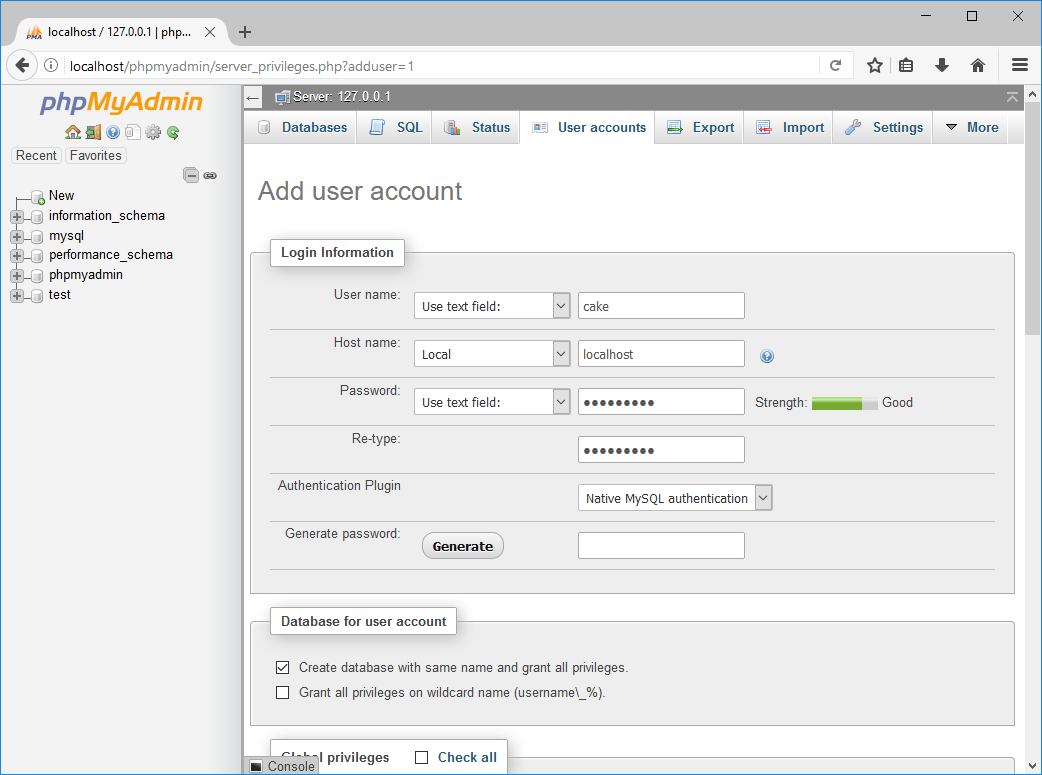 localhost / 127.0.0.1 | php...
localhost/phpmyadmin/server_privileges.php?adduser=1
phpMyAdmin
Recent Favorites
New
information_schema
mysql
performance_schema
phpmyadmin
test
Server: 127.0.0.1
Databases SQL Status User accounts Export Import Settings More
Add user account
Login Information
User name: Use text field: cake
Host name: Local localhost
Password: Use text field: ●●●●●●●●● Strength: Good
Re-type: ●●●●●●●●●
Authentication Plugin Native MySQL authentication
Generate password: Generate
Database for user account
Create database with same name and grant all privileges.
Grant all privileges on wildcard name (username\_%).
Global privileges Check all
Console